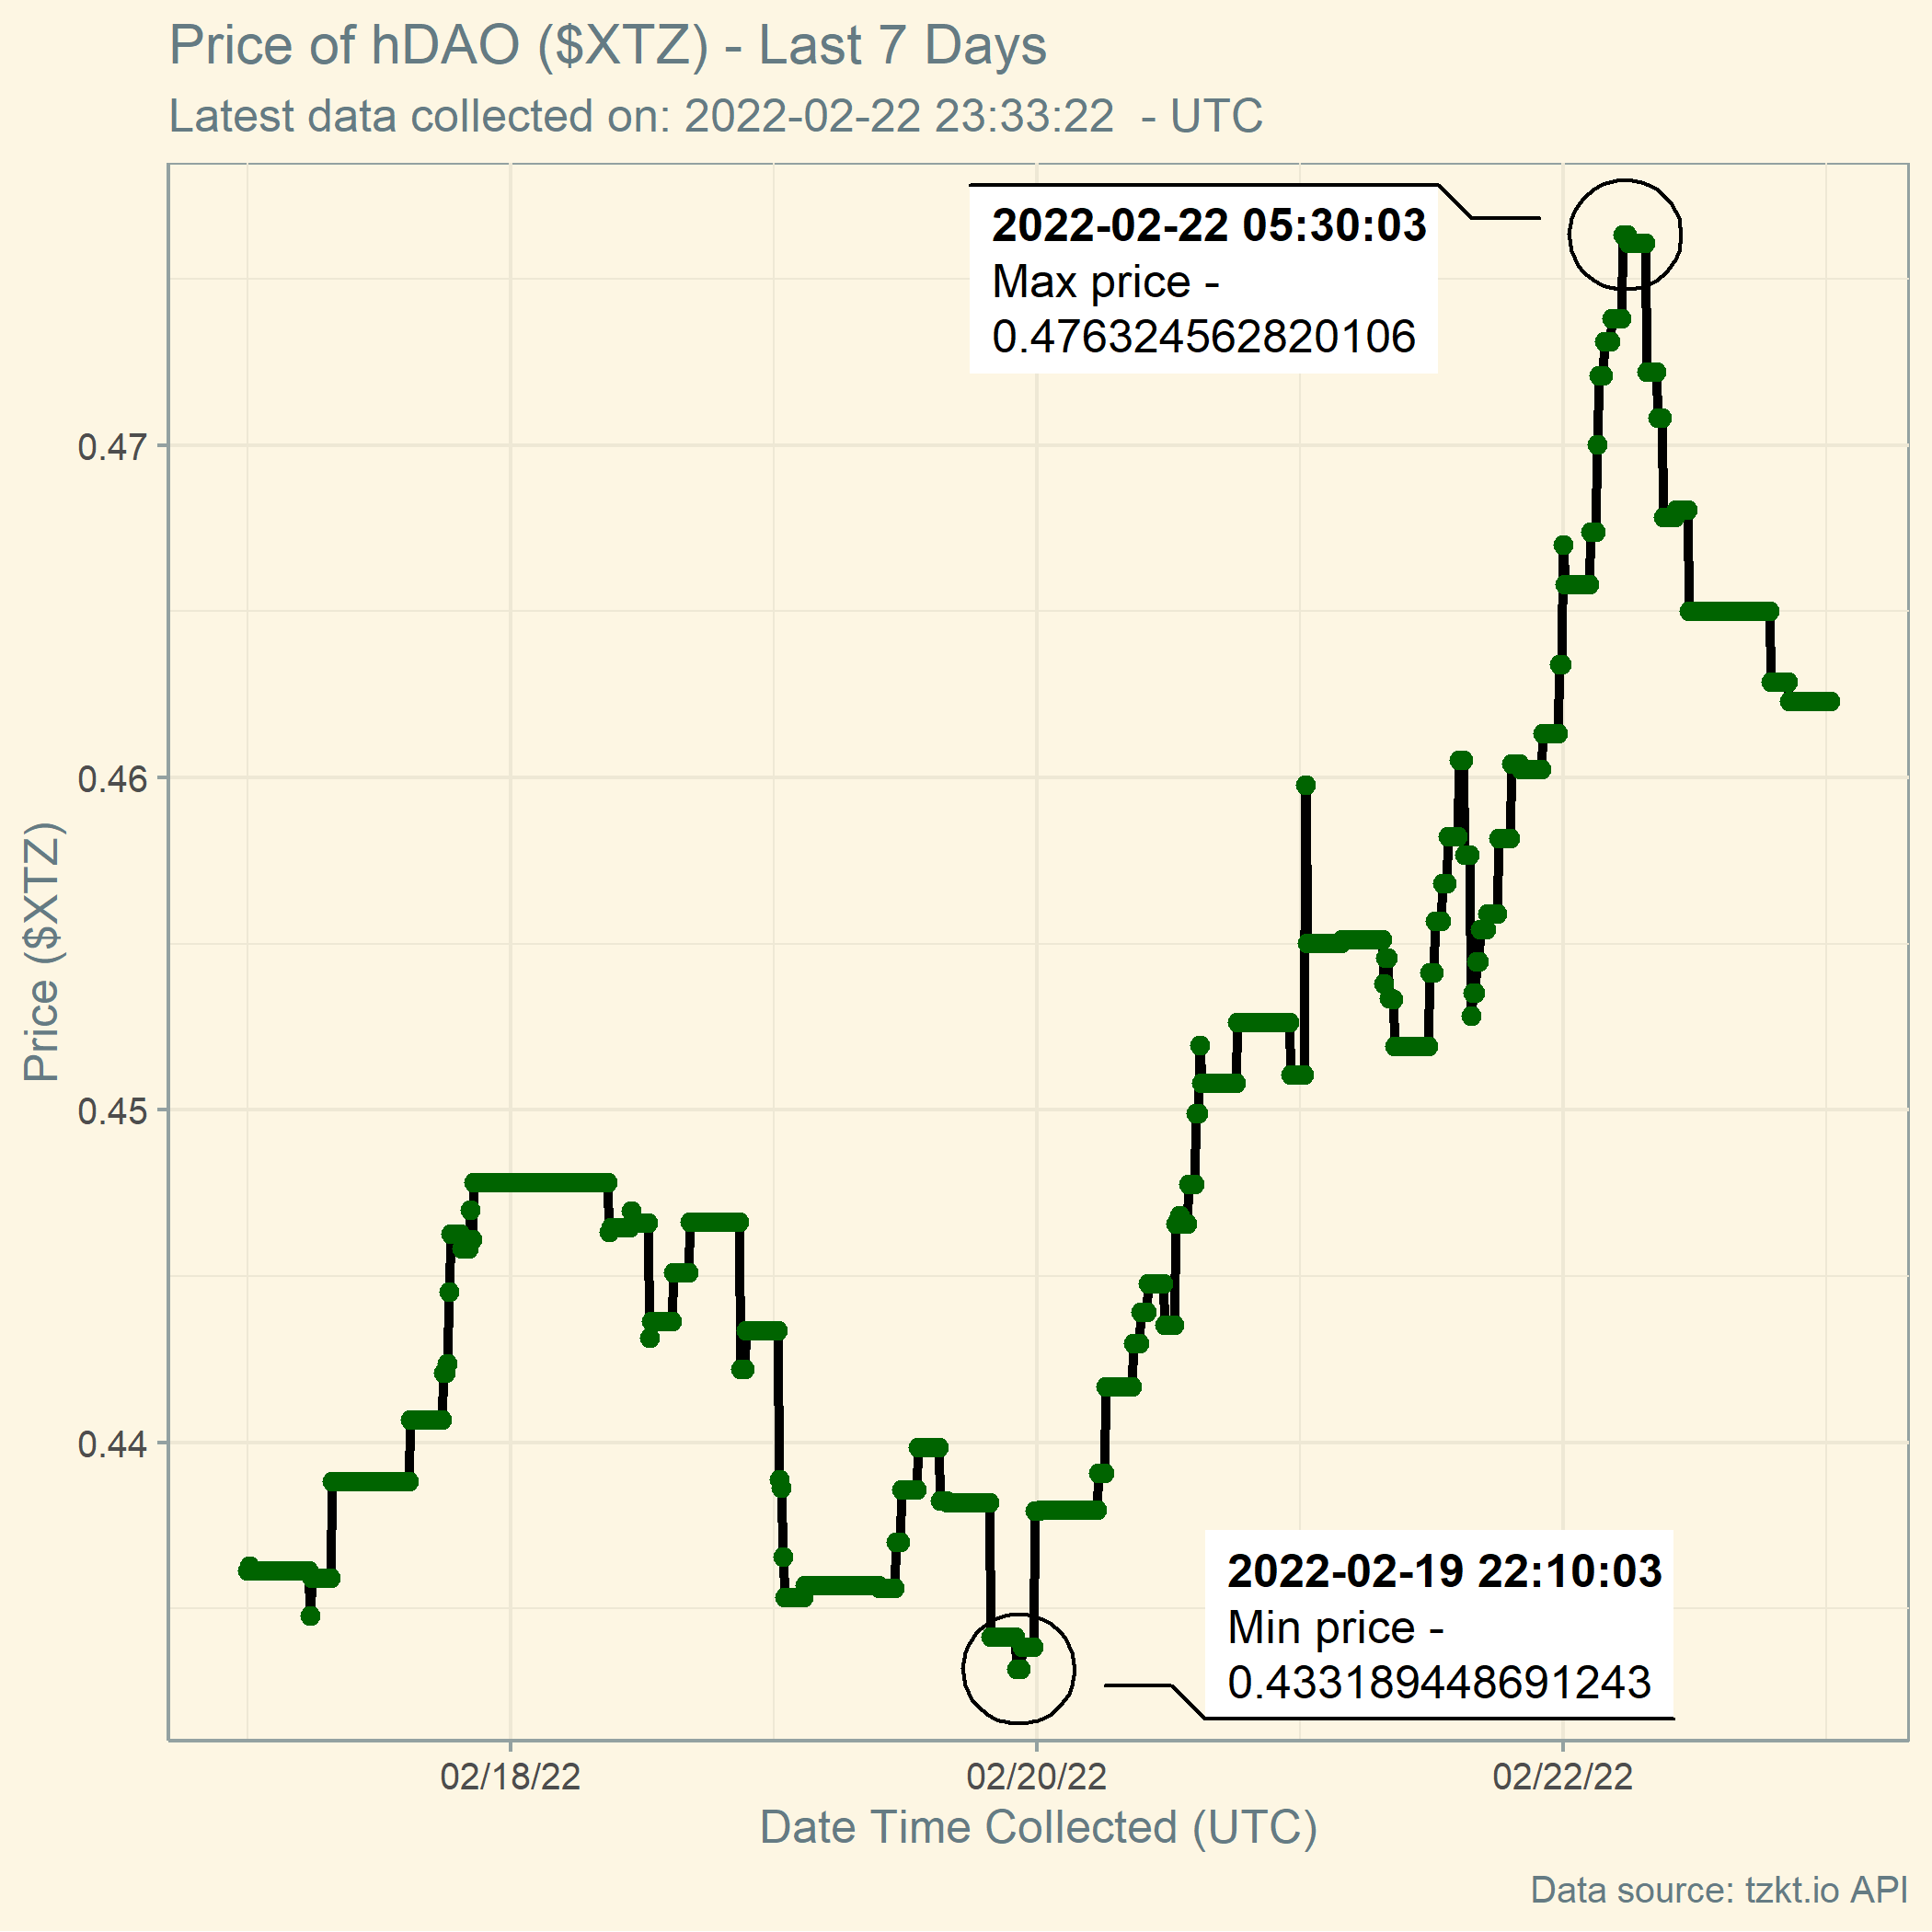 Price of hDAO ($XTZ) - Last 7 Days
Latest data collected on: 2022-02-22 23:33:22  - UTC
2022-02-22 05:30:03
Max price -
0.476324562820106
0.47
0.46
0.45
0.44
Price ($XTZ)
2022-02-19 22:10:03
Min price -
0.433189448691243
02/18/22
02/20/22
02/22/22
Date Time Collected (UTC)
Data source: tzkt.io API